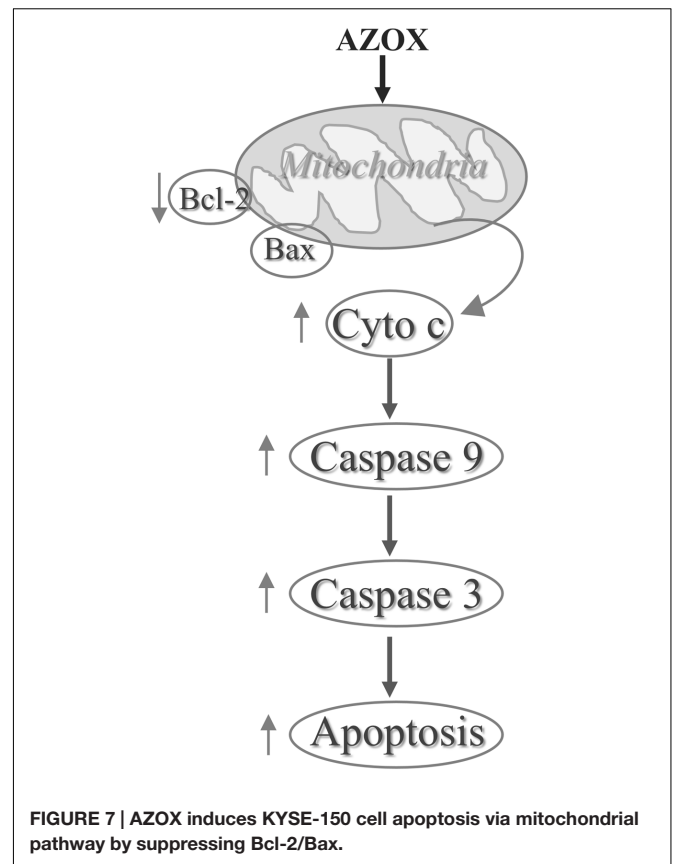 AZOX
Mitochondria
Bcl-2
Bax
Cyto c
Caspase 9
Caspase 3
Apoptosis
FIGURE 7 | AZOX induces KYSE-150 cell apoptosis via mitochondrial
pathway by suppressing Bcl-2/Bax.